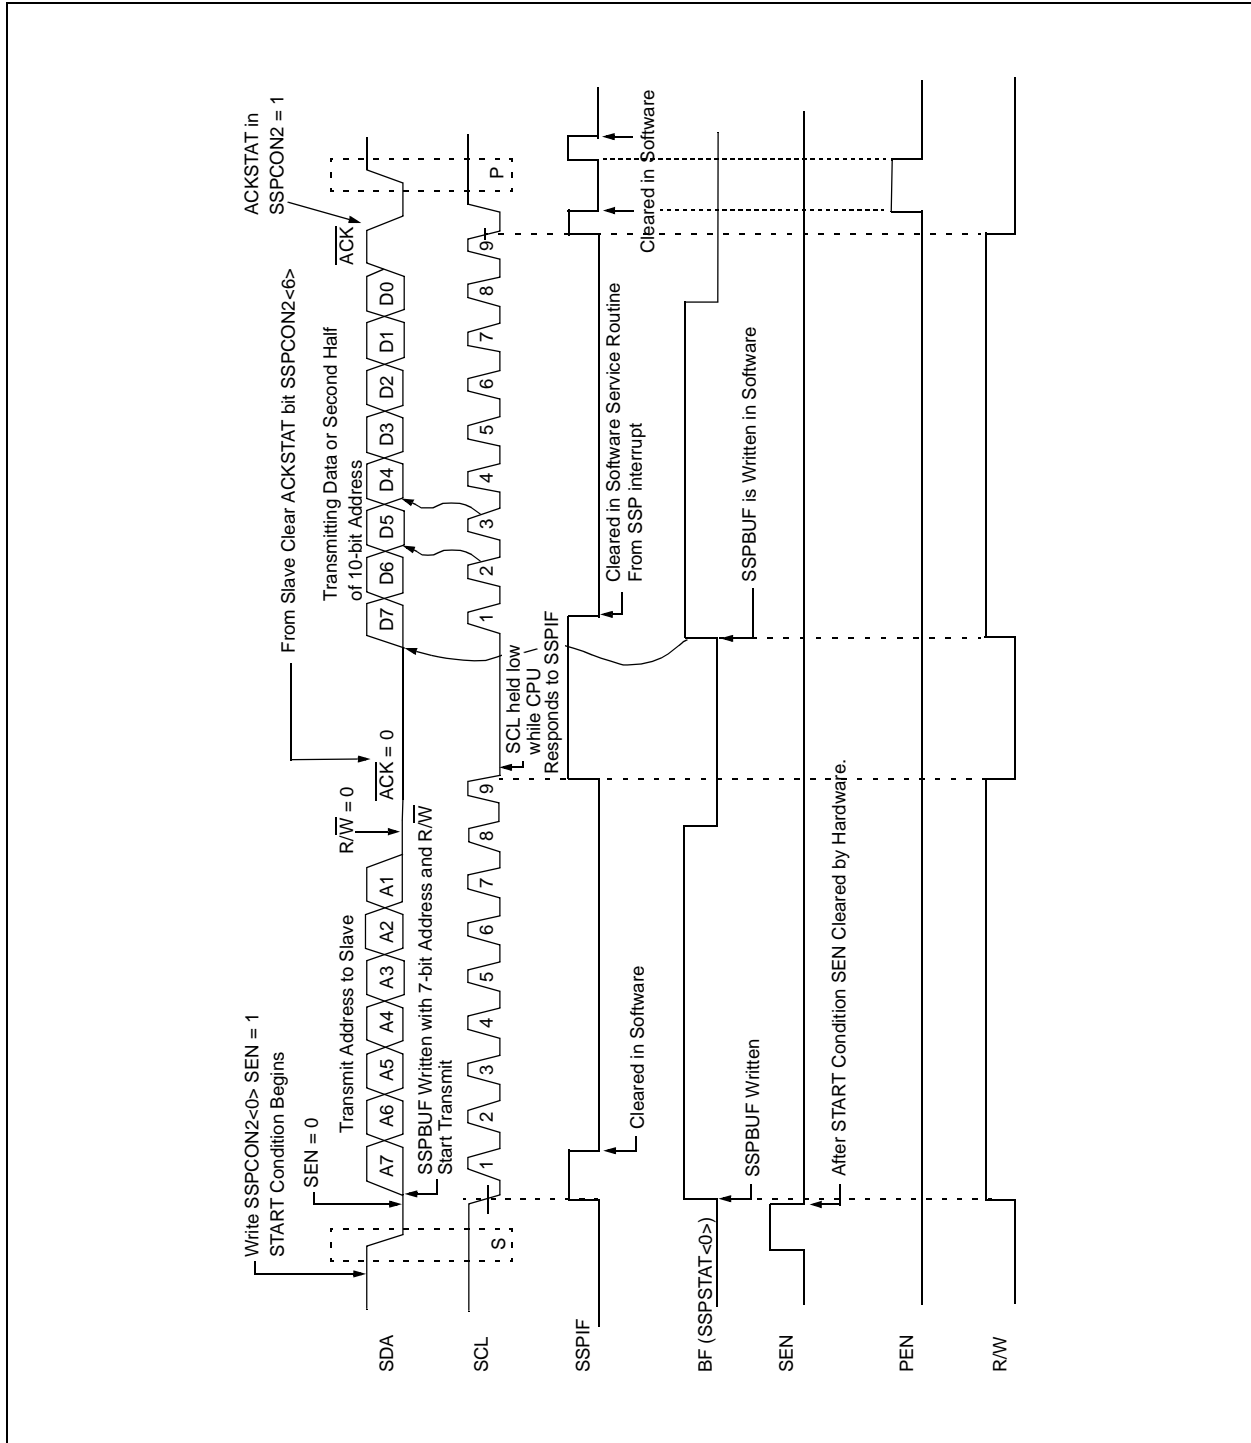 Write SSPCON2<0> SEN = 1
START Condition Begins
SEN = 0
Transmit Address to Slave
R/W = 0
From Slave Clear ACKSTAT bit SSPCON2<6>
ACK = 0
Transmitting Data or Second Half
of 10-bit Address
ACKSTAT in
SSPCON2 = 1
ACK
SDA
A7 A6 A5 A4 A3 A2 A1
D7 D6 D5 D4 D3 D2 D1 D0
SSPBUF Written with 7-bit Address and R/W
Start Transmit
SCL
S
1 2 3 4 5 6 7 8 9
1 2 3 4 5 6 7 8 9
P
SCL held low
while CPU
Responds to SSPIF
SSPIF
Cleared in Software
Cleared in Software Service Routine
From SSP interrupt
Cleared in Software
BF (SSPSTAT<0>)
SSPBUF Written
SSPBUF is Written in Software
SEN
After START Condition SEN Cleared by Hardware.
PEN
R/W